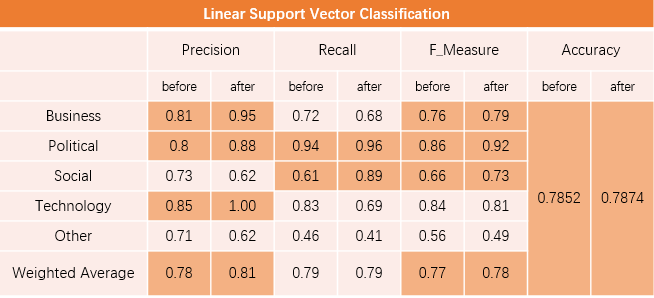 Linear Support Vector Classification
Precision Recall F_Measure Accuracy
before after before after before after before after
Business 0.81 0.95 0.72 0.68 0.76 0.79
Political 0.8 0.88 0.94 0.96 0.86 0.92
Social 0.73 0.62 0.61 0.89 0.66 0.73
0.7852 0.7874
Technology 0.85 1.00 0.83 0.69 0.84 0.81
Other 0.71 0.62 0.46 0.41 0.56 0.49
Weighted Average 0.78 0.81 0.79 0.79 0.77 0.78